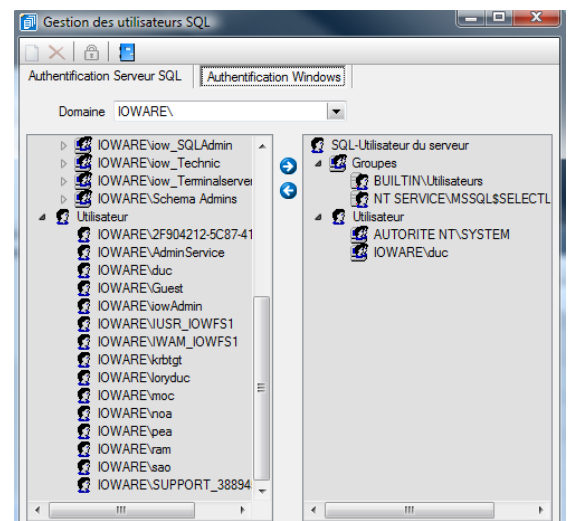 Gestion des utilisateurs SQL
Authentification Serveur SQL
Authentification Windows
Domaine IOWARE\
IOWARE\iow_SQLAdmin
IOWARE\iow_Technic
IOWARE\iow_Terminalserver
IOWARE\Schema Admins
Utilisateur
IOWARE\2F904212-5C87-41
IOWARE\AdminService
IOWARE\duc
IOWARE\Guest
IOWARE\iowAdmin
IOWARE\IUSR_IOWFS1
IOWARE\IWAM_IOWFS1
IOWARE\krbtgt
IOWARE\loryduc
IOWARE\moc
IOWARE\noa
IOWARE\pea
IOWARE\ram
IOWARE\sao
IOWARE\SUPPORT_38894
SQL-Utilisateur du serveur
Groupes
BUILTIN\Utilisateurs
NT SERVICE\MSSQL$SELECTL
Utilisateur
AUTORITE NT\SYSTEM
IOWARE\duc